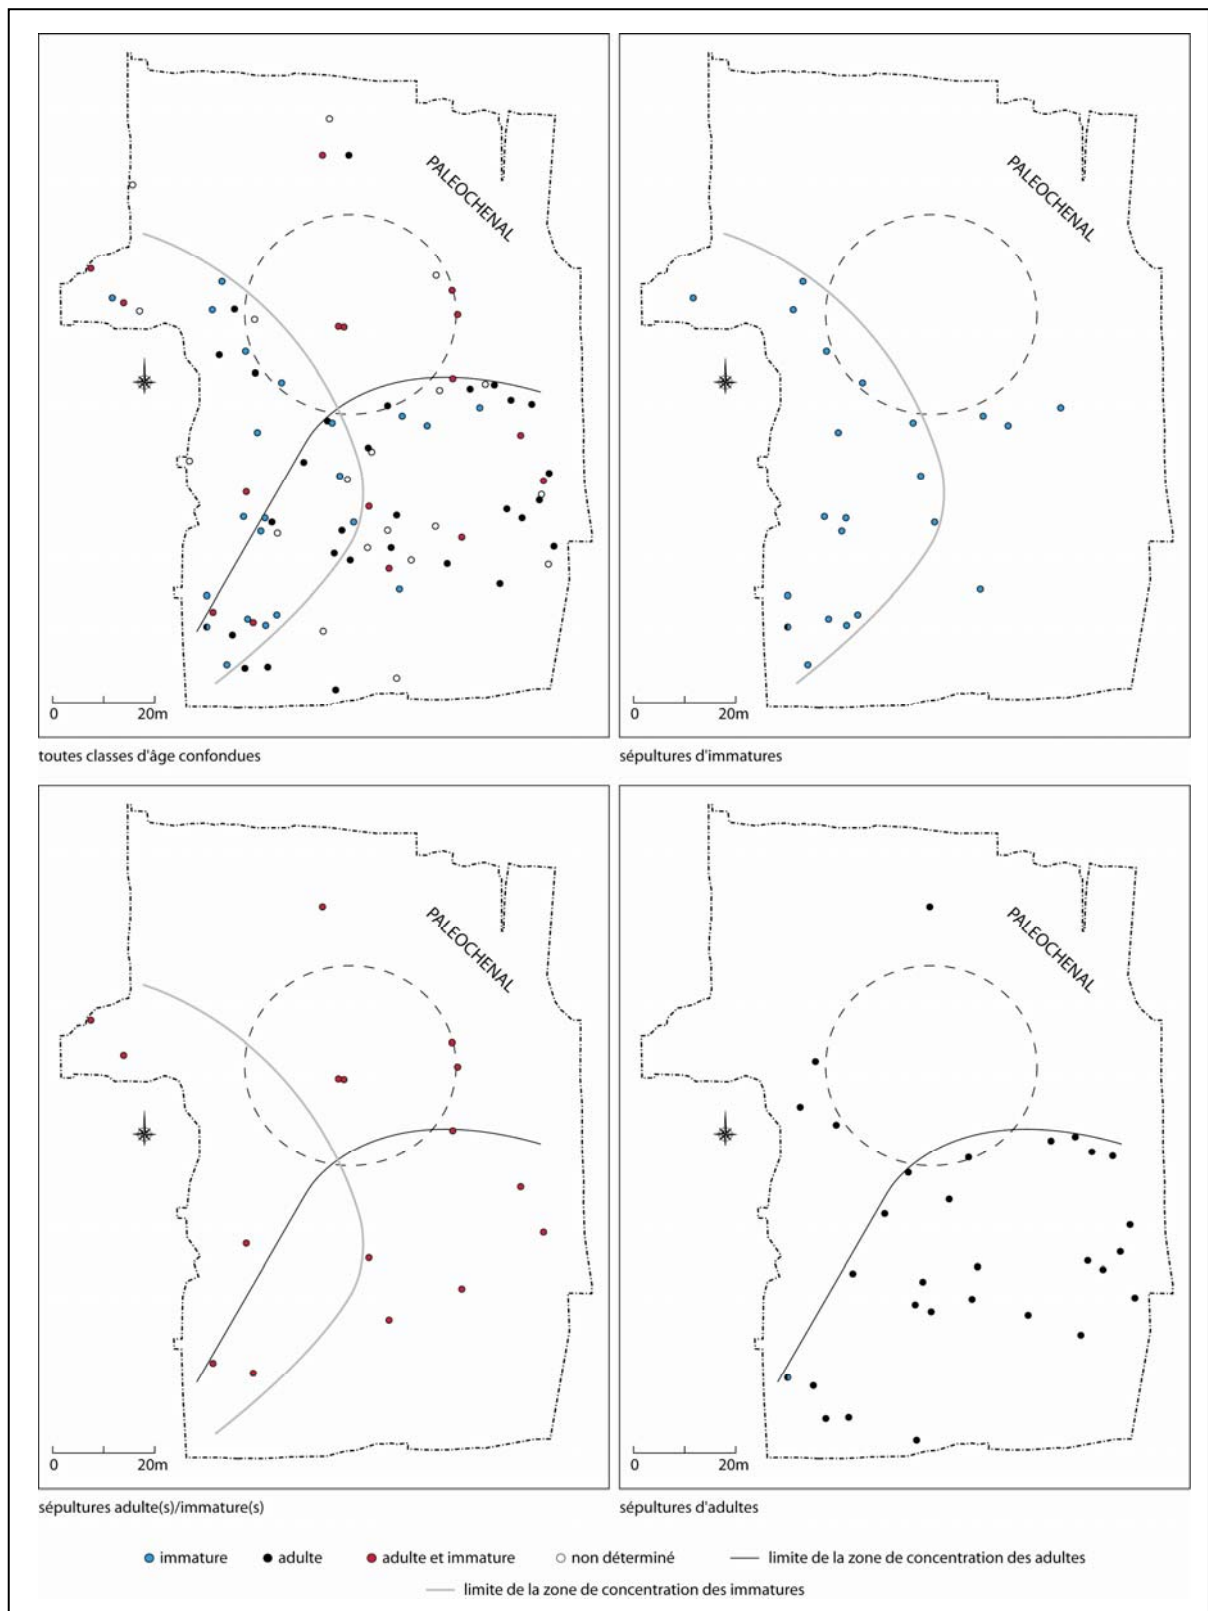 PALEOCHENAL
0 20m
toutes classes d'âge confondues
PALEOCHENAL
0 20m
sépultures d'immatures
PALEOCHENAL
0 20m
sépultures adulte(s)/immature(s)
PALEOCHENAL
0 20m
sépultures d'adultes
immature adulte adulte et immature non déterminé limite de la zone de concentration des adultes
limite de la zone de concentration des immatures